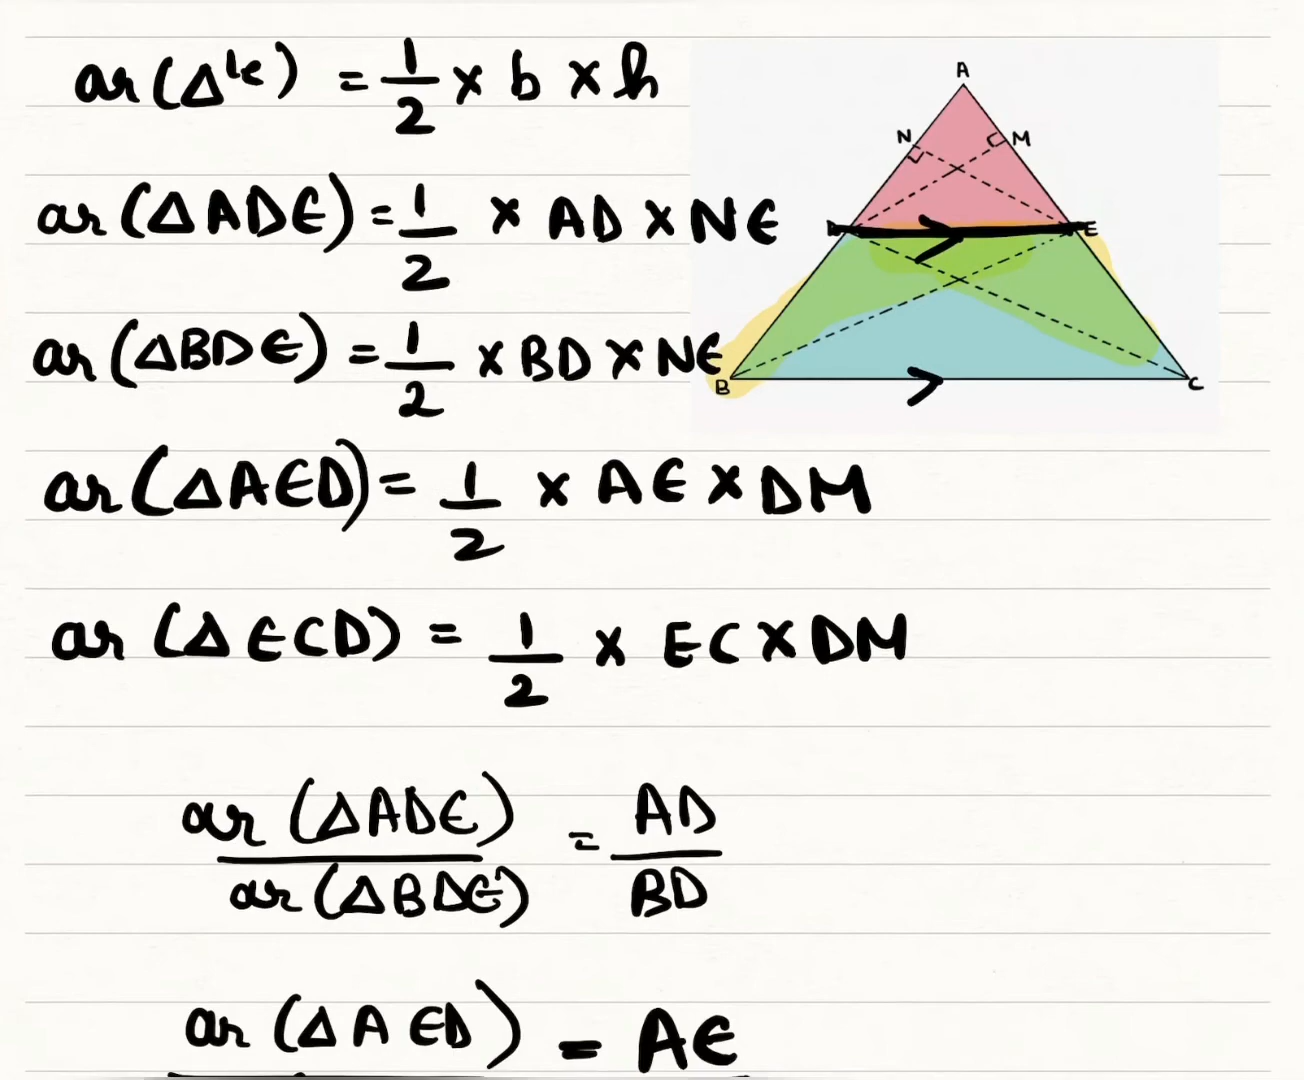 ar(Δle) = 1/2 × b × h
ar(ΔADE) = 1/2 × AD × NE
ar(ΔBDE) = 1/2 × BD × NE
ar(ΔAED) = 1/2 × AE × DM
ar(ΔECD) = 1/2 × EC × DM
ar(ΔADE)/ar(ΔBDE) = AD/BD
ar(ΔAED) = AE
A
N
M
E
B
C